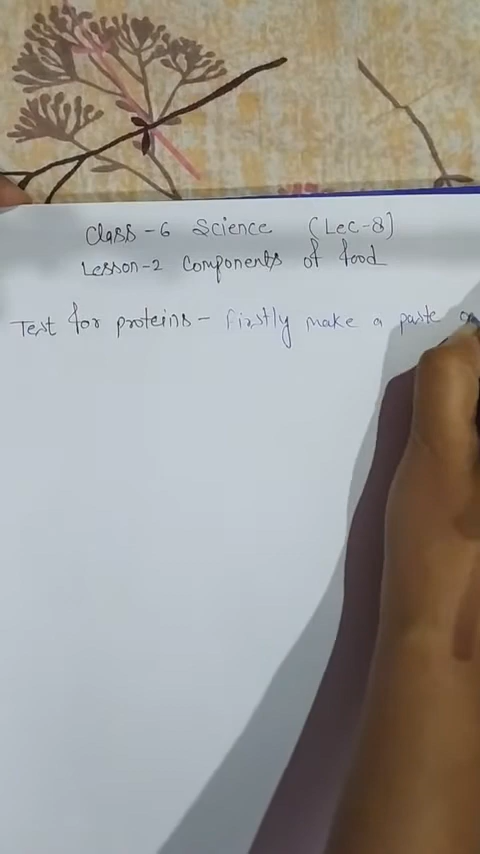 Class - 6 Science (Lec-8)
Lesson-2 Components of food
Test for proteins - Firstly make a paste